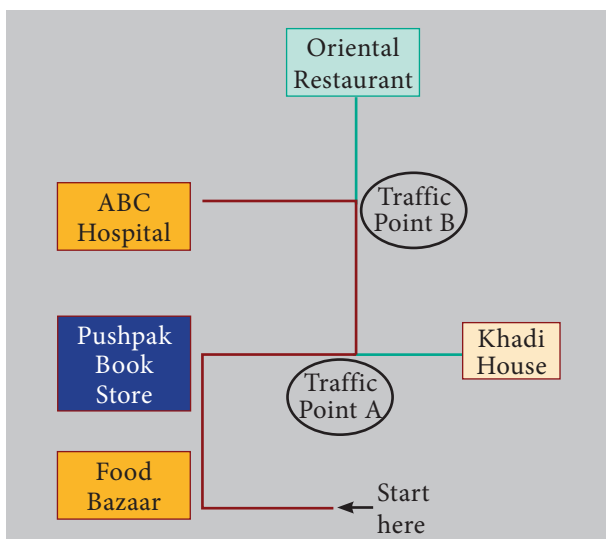 Oriental
Restaurant
ABC
Hospital
Traffic
Point B
Pushpak
Book
Store
Khadi
House
Traffic
Point A
Food
Bazaar
Start
here